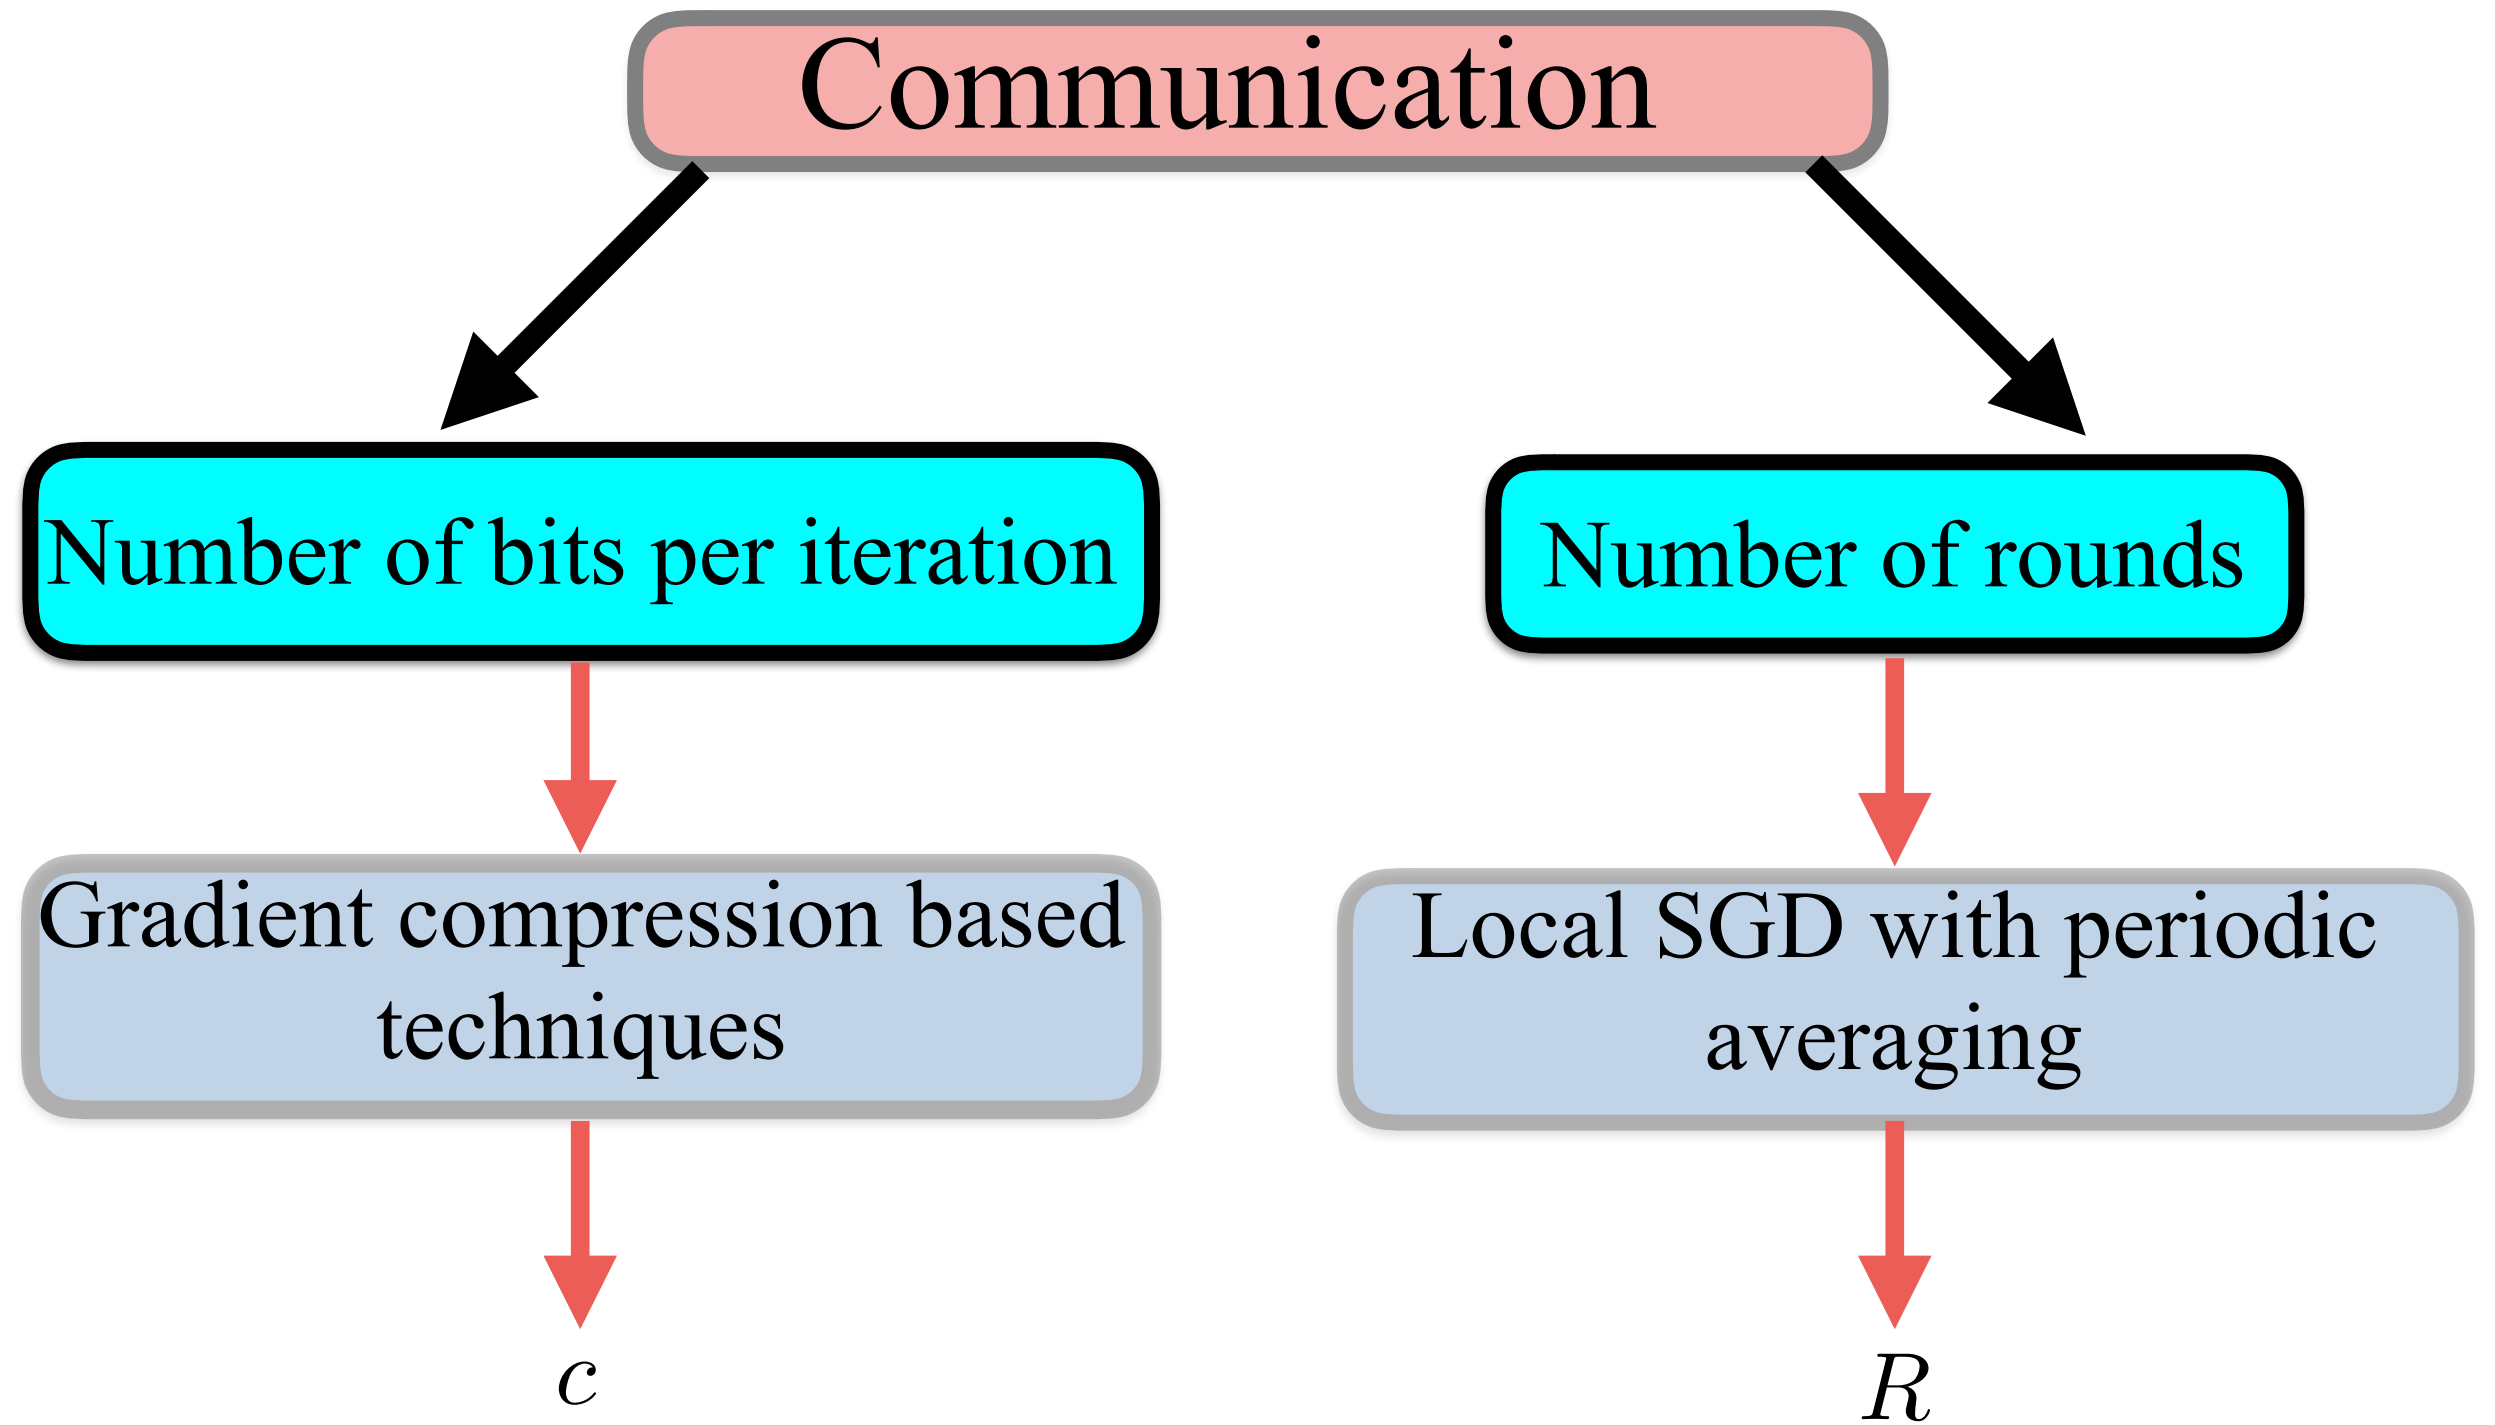 Communication
Number of bits per iteration
Number of rounds
Gradient compression based
techniques
Local SGD with periodic
averaging
c
R